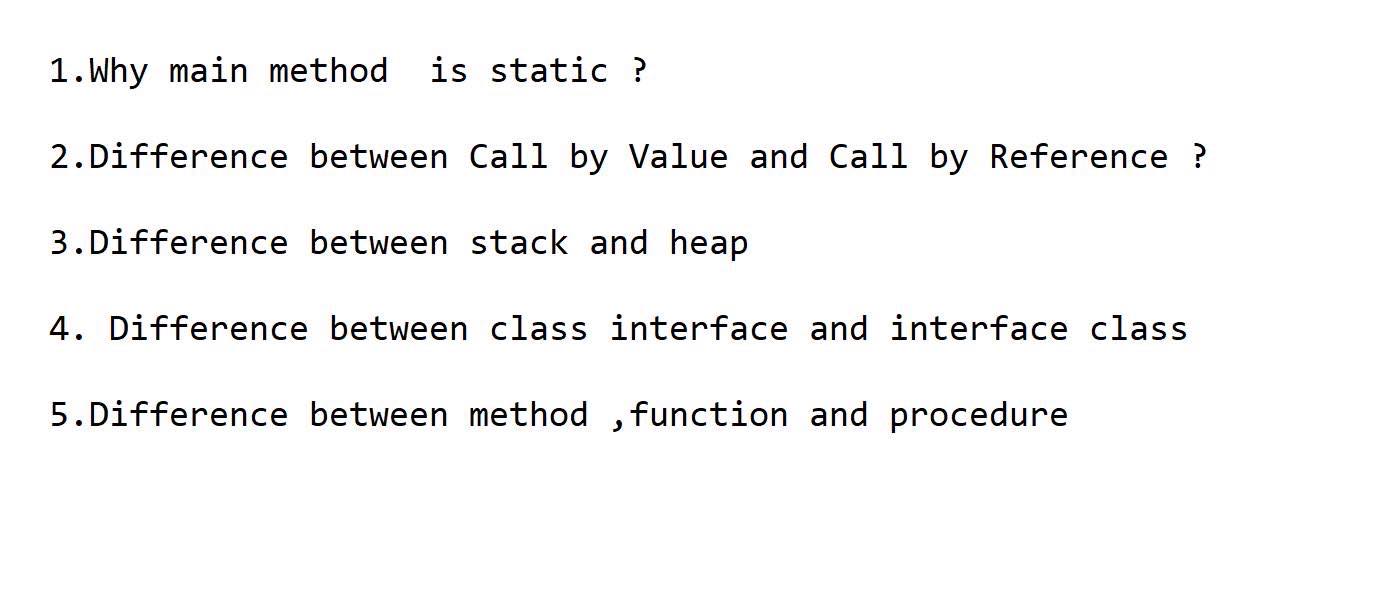 1.Why main method  is static ?
2.Difference between Call by Value and Call by Reference ?
3.Difference between stack and heap
4. Difference between class interface and interface class
5.Difference between method ,function and procedure